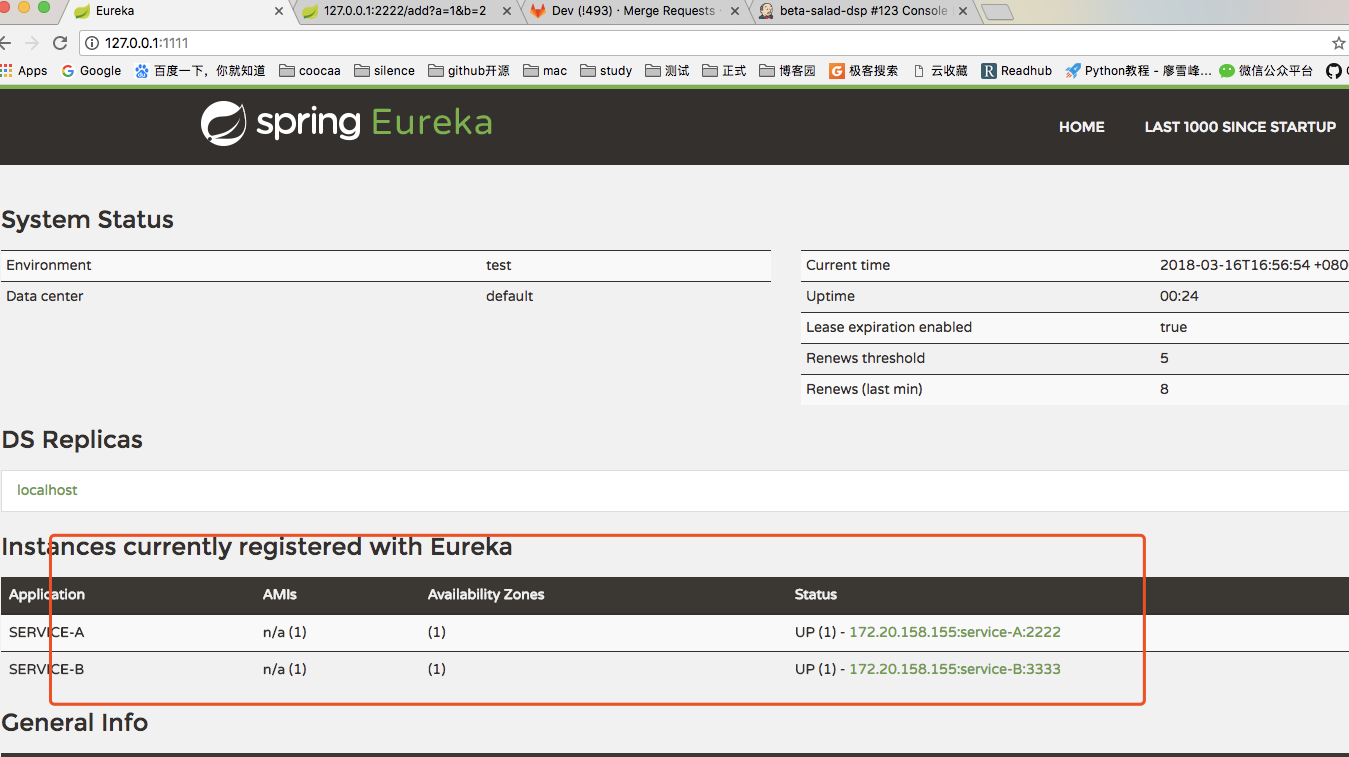 Eureka
127.0.0.1:2222/add?a=1&b=2
Dev (!493) · Merge Requests
beta-salad-dsp #123 Console
127.0.0.1:1111
Apps Google 百度一下，你就知道 coocaa silence github开源 mac study 测试 正式 博客园 极客搜索 云收藏 Readhub Python教程 - 廖雪峰... 微信公众平台
spring Eureka
HOME LAST 1000 SINCE STARTUP
System Status
Environment test
Data center default
Current time 2018-03-16T16:56:54 +080
Uptime 00:24
Lease expiration enabled true
Renews threshold 5
Renews (last min) 8
DS Replicas
localhost
Instances currently registered with Eureka
Application AMIs Availability Zones Status
SERVICE-A n/a (1) (1) UP (1) - 172.20.158.155:service-A:2222
SERVICE-B n/a (1) (1) UP (1) - 172.20.158.155:service-B:3333
General Info